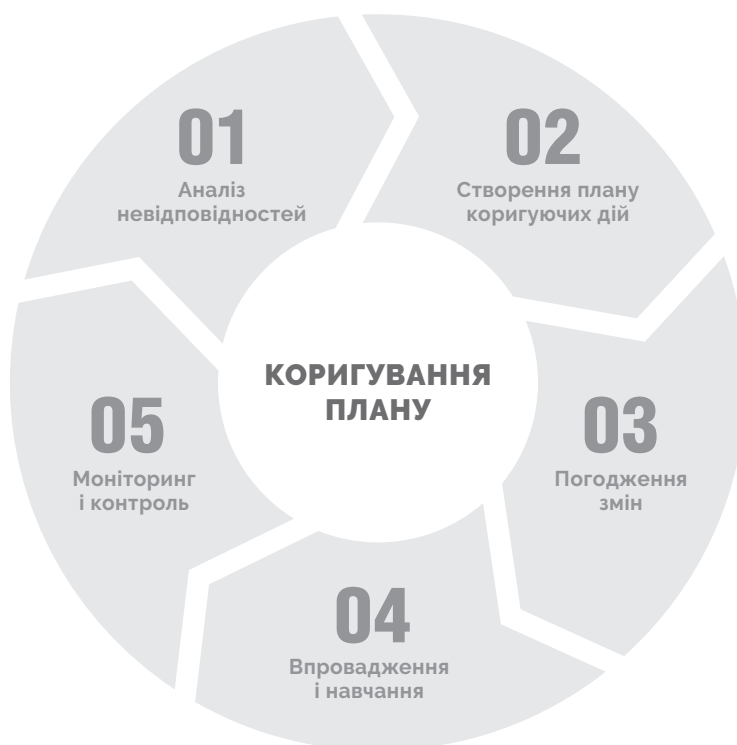 01
Аналіз
невідповідностей
02
Створення плану
коригуючих дій
03
Погодження
змін
04
Впровадження
і навчання
05
Моніторинг
і контроль
КОРИГУВАННЯ
ПЛАНУ